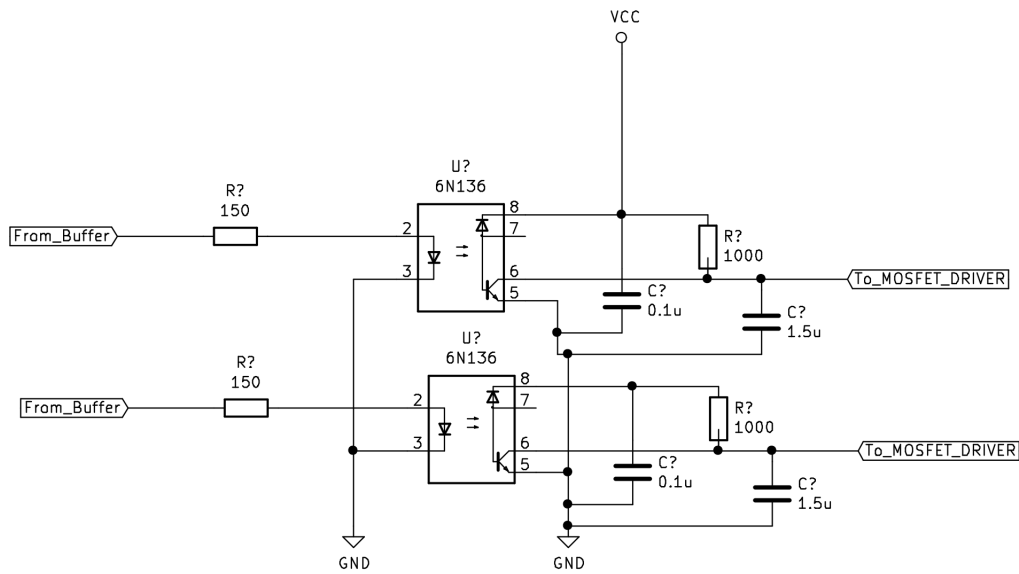 VCC
U?
6N136
R?
150
From_Buffer
2
3
8
7
6
5
R?
1000
C?
0.1u
To_MOSFET_DRIVER
C?
1.5u
U?
6N136
R?
150
From_Buffer
2
3
8
7
6
5
R?
1000
C?
0.1u
To_MOSFET_DRIVER
C?
1.5u
GND
GND